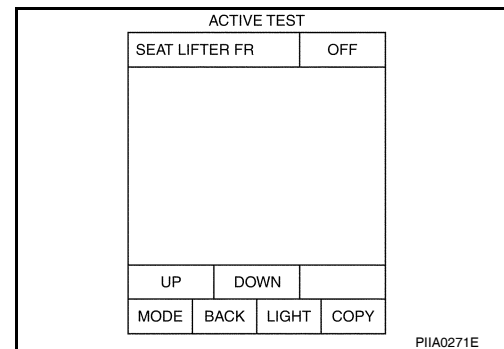 ACTIVE TEST
SEAT LIFTER FR OFF
UP DOWN
MODE BACK LIGHT COPY
PIIA0271E